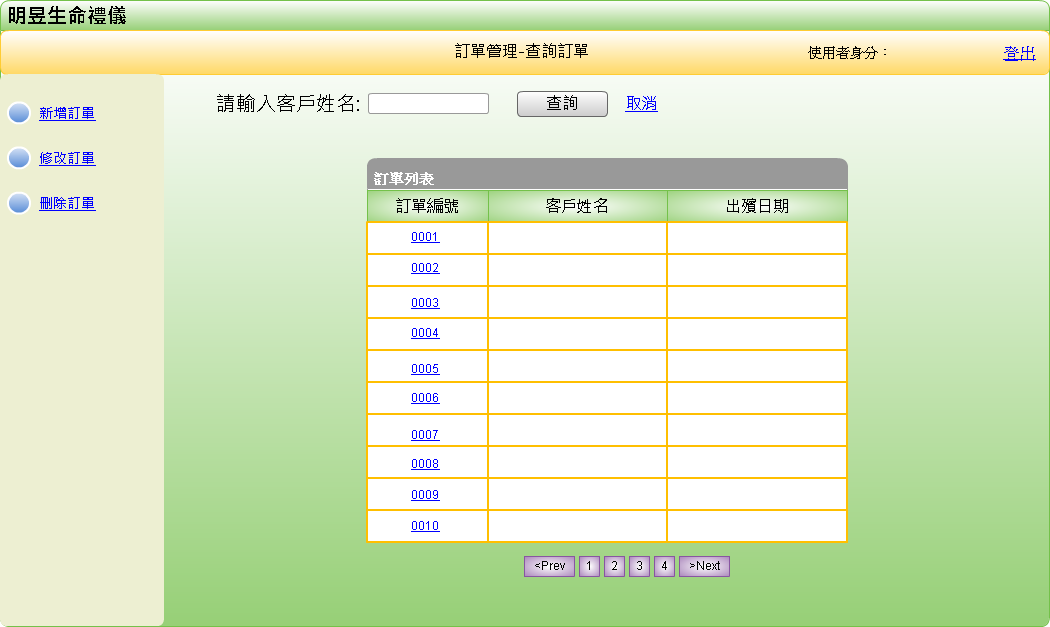 明昱生命禮儀
訂單管理-查詢訂單 使用者身分： 登出
新增訂單
修改訂單
刪除訂單
請輸入客戶姓名: 查詢 取消
訂單列表
訂單編號 客戶姓名 出殯日期
0001
0002
0003
0004
0005
0006
0007
0008
0009
0010
<Prev 1 2 3 4 >Next